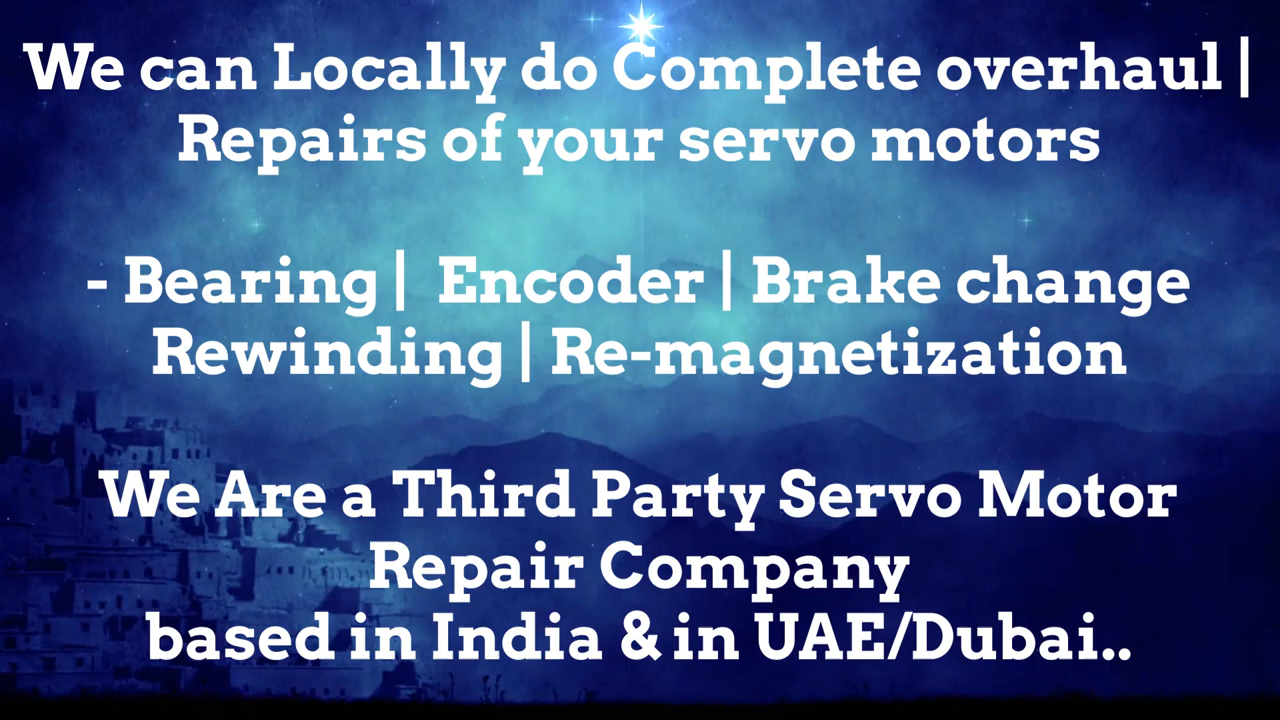 We can Locally do Complete overhaul |
Repairs of your servo motors
- Bearing | Encoder | Brake change
Rewinding | Re-magnetization
We Are a Third Party Servo Motor
Repair Company
based in India & in UAE/Dubai..